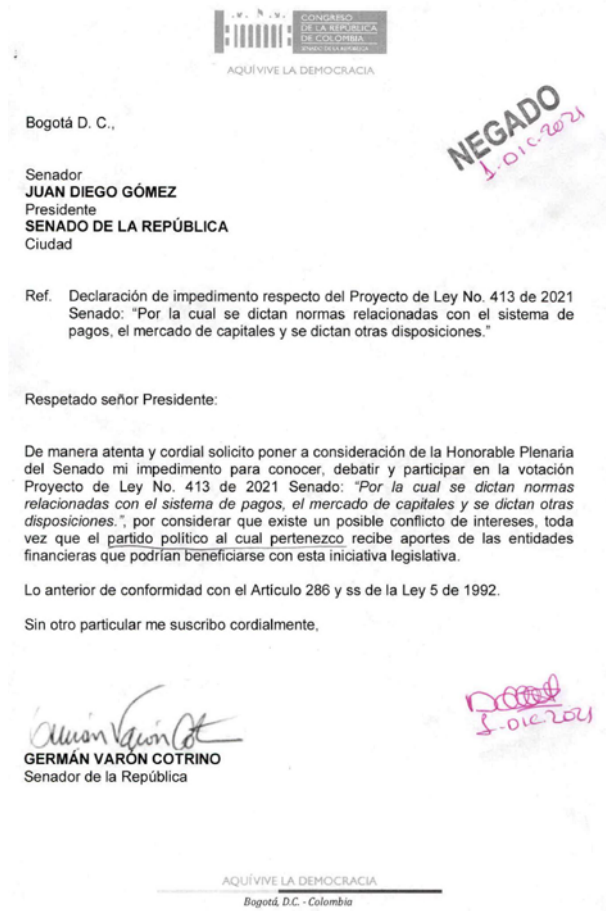 CONGRESO
DE LA REPÚBLICA
DE COLOMBIA
SENADO DE LA REPÚBLICA
AQUÍ VIVE LA DEMOCRACIA
Bogotá D. C.,
NEGADO
1-DIC-2021
Senador
JUAN DIEGO GÓMEZ
Presidente
SENADO DE LA REPÚBLICA
Ciudad
Ref. Declaración de impedimento respecto del Proyecto de Ley No. 413 de 2021
Senado: “Por la cual se dictan normas relacionadas con el sistema de
pagos, el mercado de capitales y se dictan otras disposiciones.”
Respetado señor Presidente:
De manera atenta y cordial solicito poner a consideración de la Honorable Plenaria
del Senado mi impedimento para conocer, debatir y participar en la votación
Proyecto de Ley No. 413 de 2021 Senado: “Por la cual se dictan normas
relacionadas con el sistema de pagos, el mercado de capitales y se dictan otras
disposiciones.”, por considerar que existe un posible conflicto de intereses, toda
vez que el partido político al cual pertenezco recibe aportes de las entidades
financieras que podrían beneficiarse con esta iniciativa legislativa.
Lo anterior de conformidad con el Artículo 286 y ss de la Ley 5 de 1992.
Sin otro particular me suscribo cordialmente,
Germán Varón Cot
GERMÁN VARÓN COTRINO
Senador de la República
1-DIC-2021
AQUÍ VIVE LA DEMOCRACIA
Bogotá, D.C. - Colombia